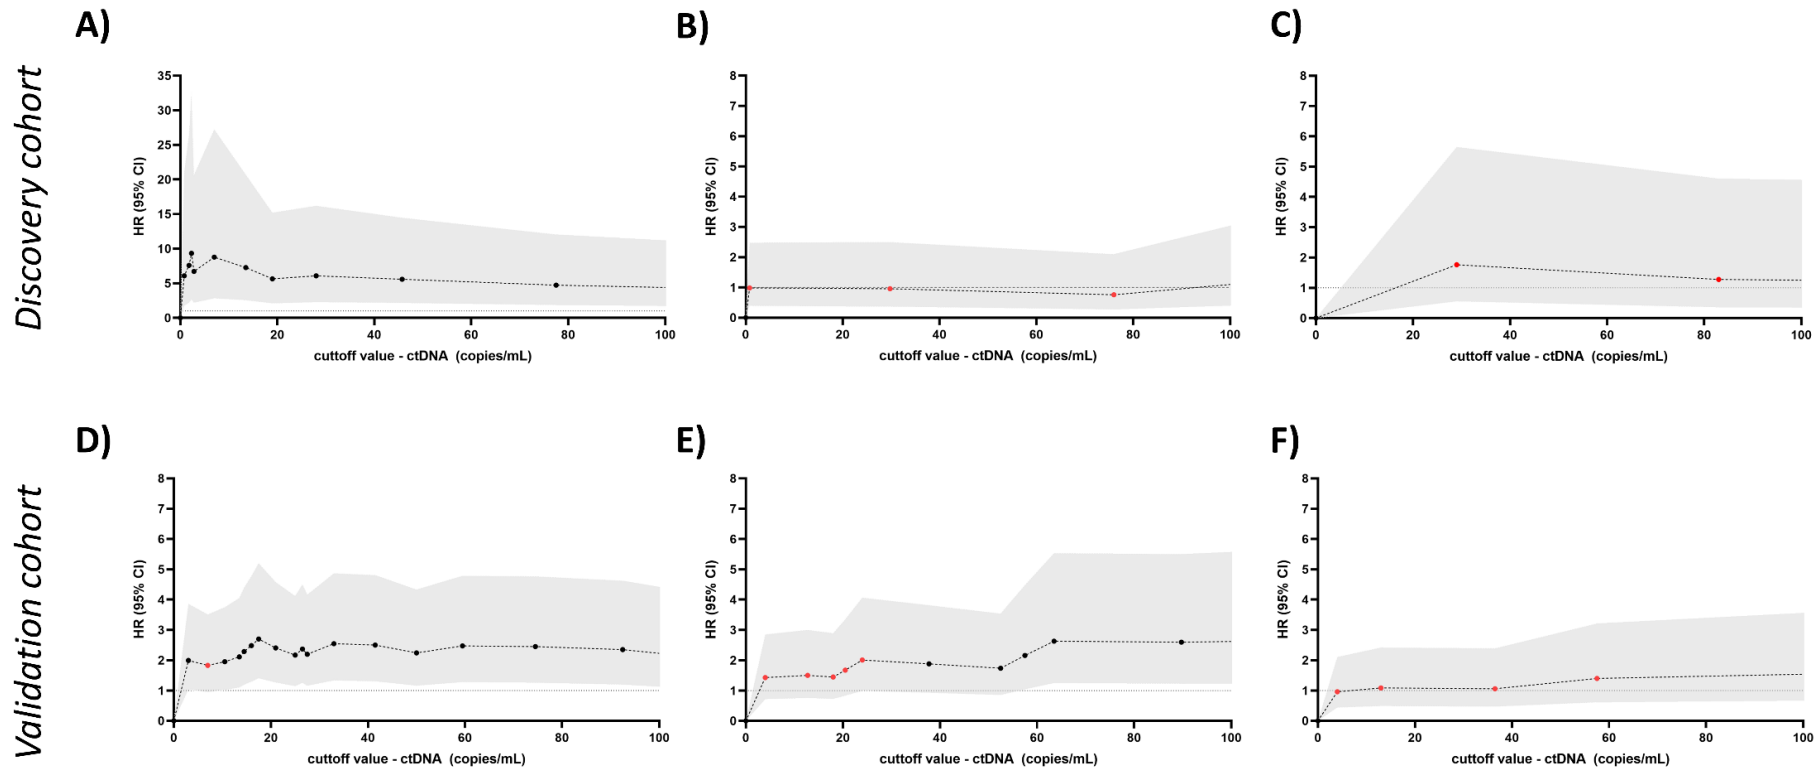 Discovery cohort
A)
HR (95% CI)
35
30
25
20
15
10
5
0
0 20 40 60 80 100
cuttoff value - ctDNA (copies/mL)
B)
HR (95% CI)
8
7
6
5
4
3
2
1
0
0 20 40 60 80 100
cuttoff value - ctDNA (copies/mL)
C)
HR (95% CI)
8
7
6
5
4
3
2
1
0
0 20 40 60 80 100
cuttoff value - ctDNA (copies/mL)
Validation cohort
D)
HR (95% CI)
8
7
6
5
4
3
2
1
0
0 20 40 60 80 100
cuttoff value - ctDNA (copies/mL)
E)
HR (95% CI)
8
7
6
5
4
3
2
1
0
0 20 40 60 80 100
cuttoff value - ctDNA (copies/mL)
F)
HR (95% CI)
8
7
6
5
4
3
2
1
0
0 20 40 60 80 100
cuttoff value - ctDNA (copies/mL)